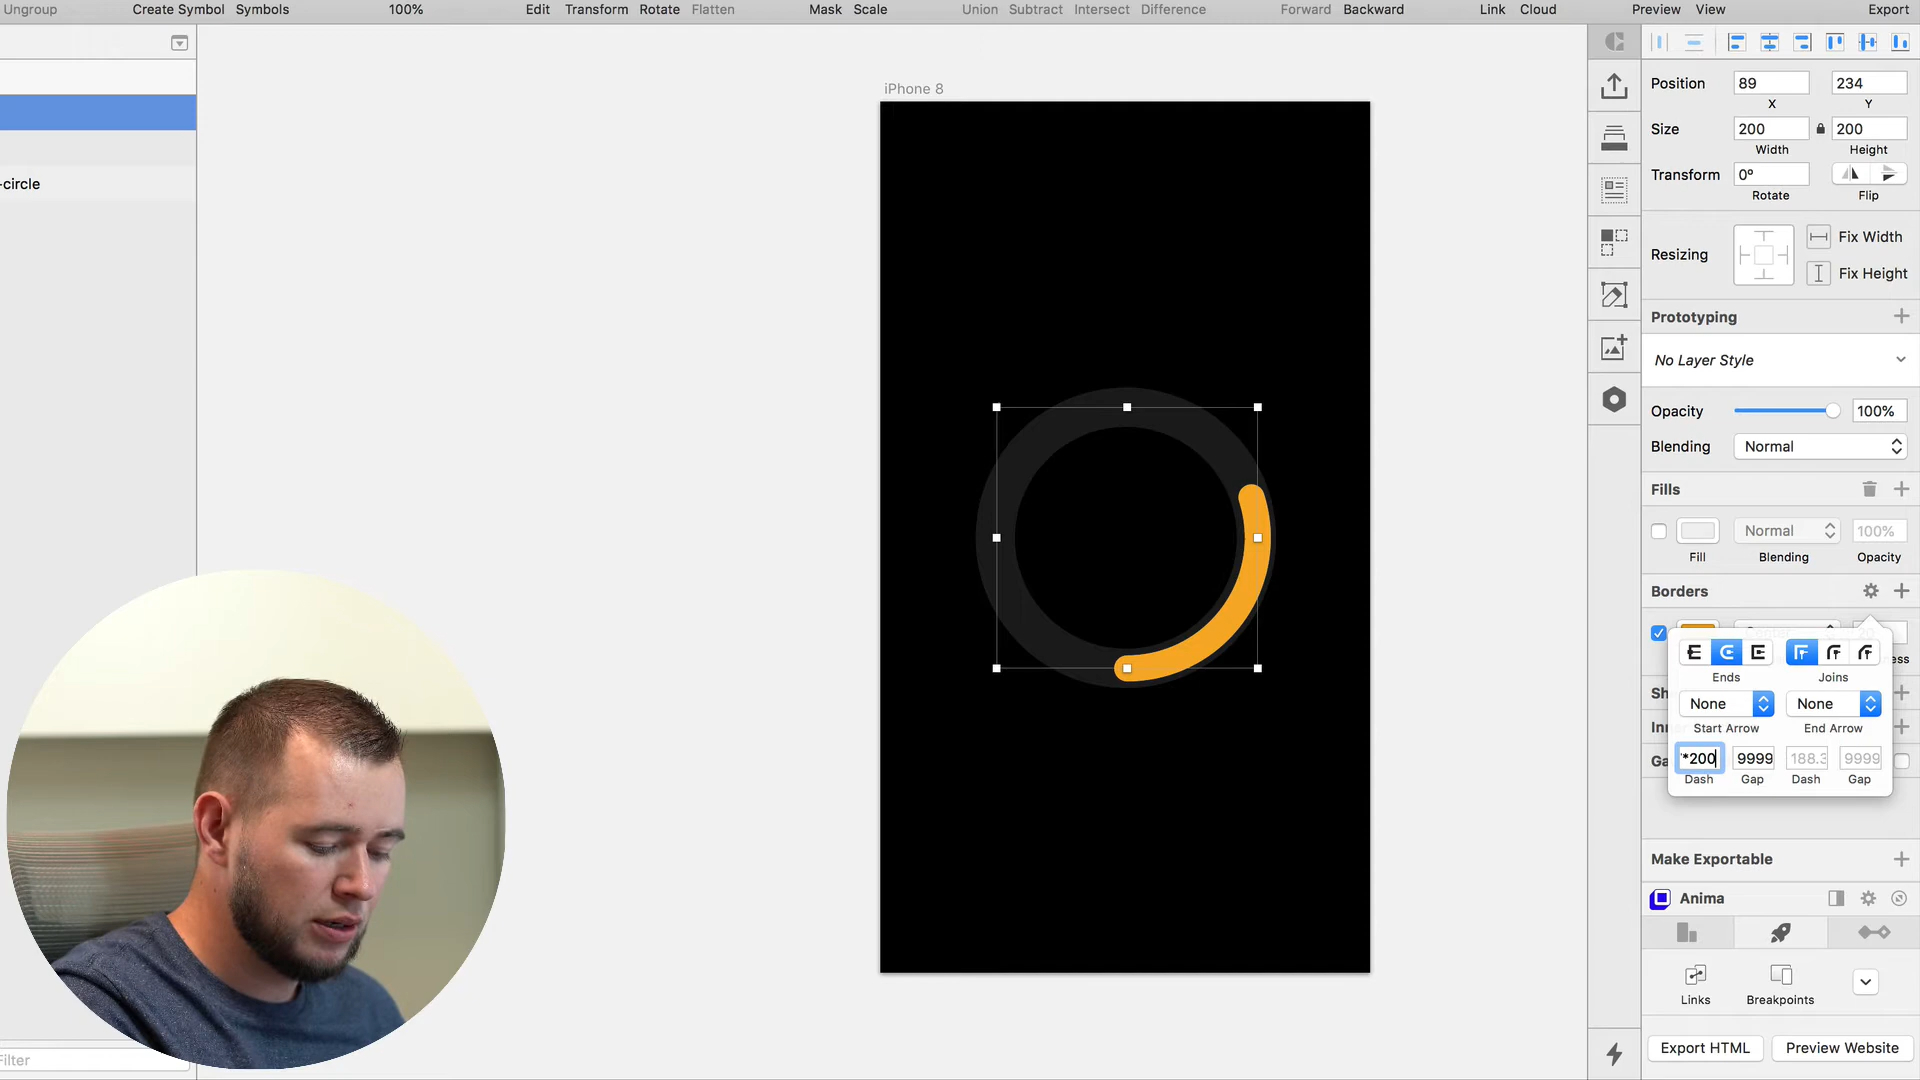 Ungroup Create Symbol Symbols 100% Edit Transform Rotate Flatten Mask Scale Union Subtract Intersect Difference Forward Backward Link Cloud Preview View Export
iPhone 8
-circle
Filter
Position 89 234
X Y
Size 200 200
Width Height
Transform 0º
Rotate Flip
Resizing Fix Width
Fix Height
Prototyping
No Layer Style
Opacity 100%
Blending Normal
Fills
Normal 100%
Fill Blending Opacity
Borders
Ends Joins
None None
Start Arrow End Arrow
*200 9999 188.3 9999
Dash Gap Dash Gap
Make Exportable
Anima
Links Breakpoints
Export HTML Preview Website